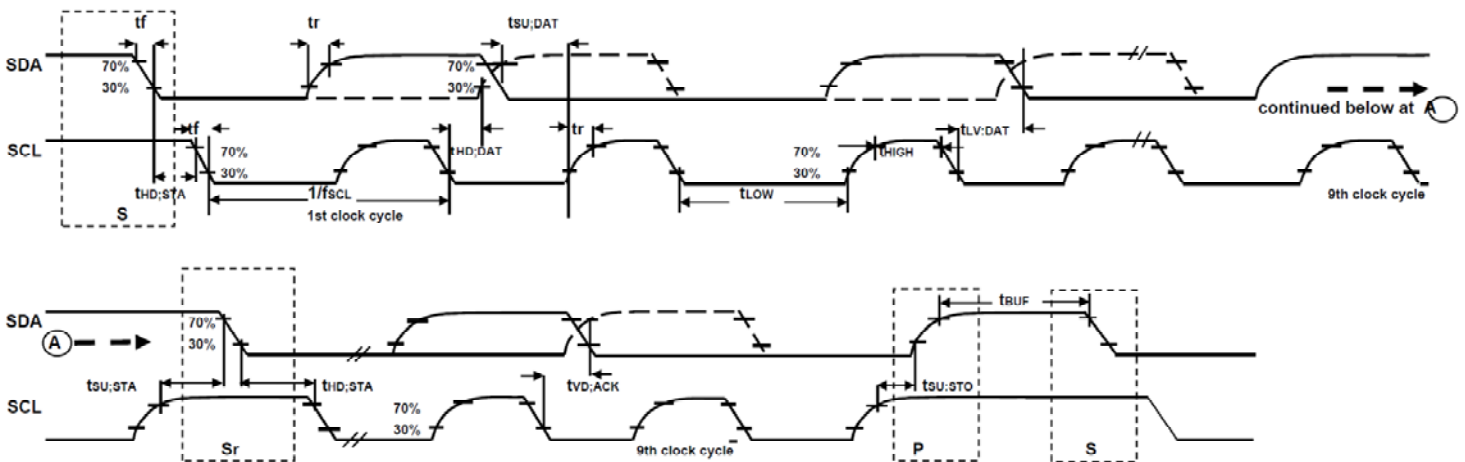 tf tr tSU;DAT
SDA 70% 70%
30% 30%
continued below at A
tf tHD;DAT tr tLV:DAT
SCL 70% 70% tHIGH
30% 30%
tHD;STA 1/fSCL tLOW
S 1st clock cycle 9th clock cycle
tBUF
SDA 70%
A 30%
tSU;STA tHD;STA tVD;ACK tSU:STO
SCL 70%
30%
Sr 9th clock cycle P S